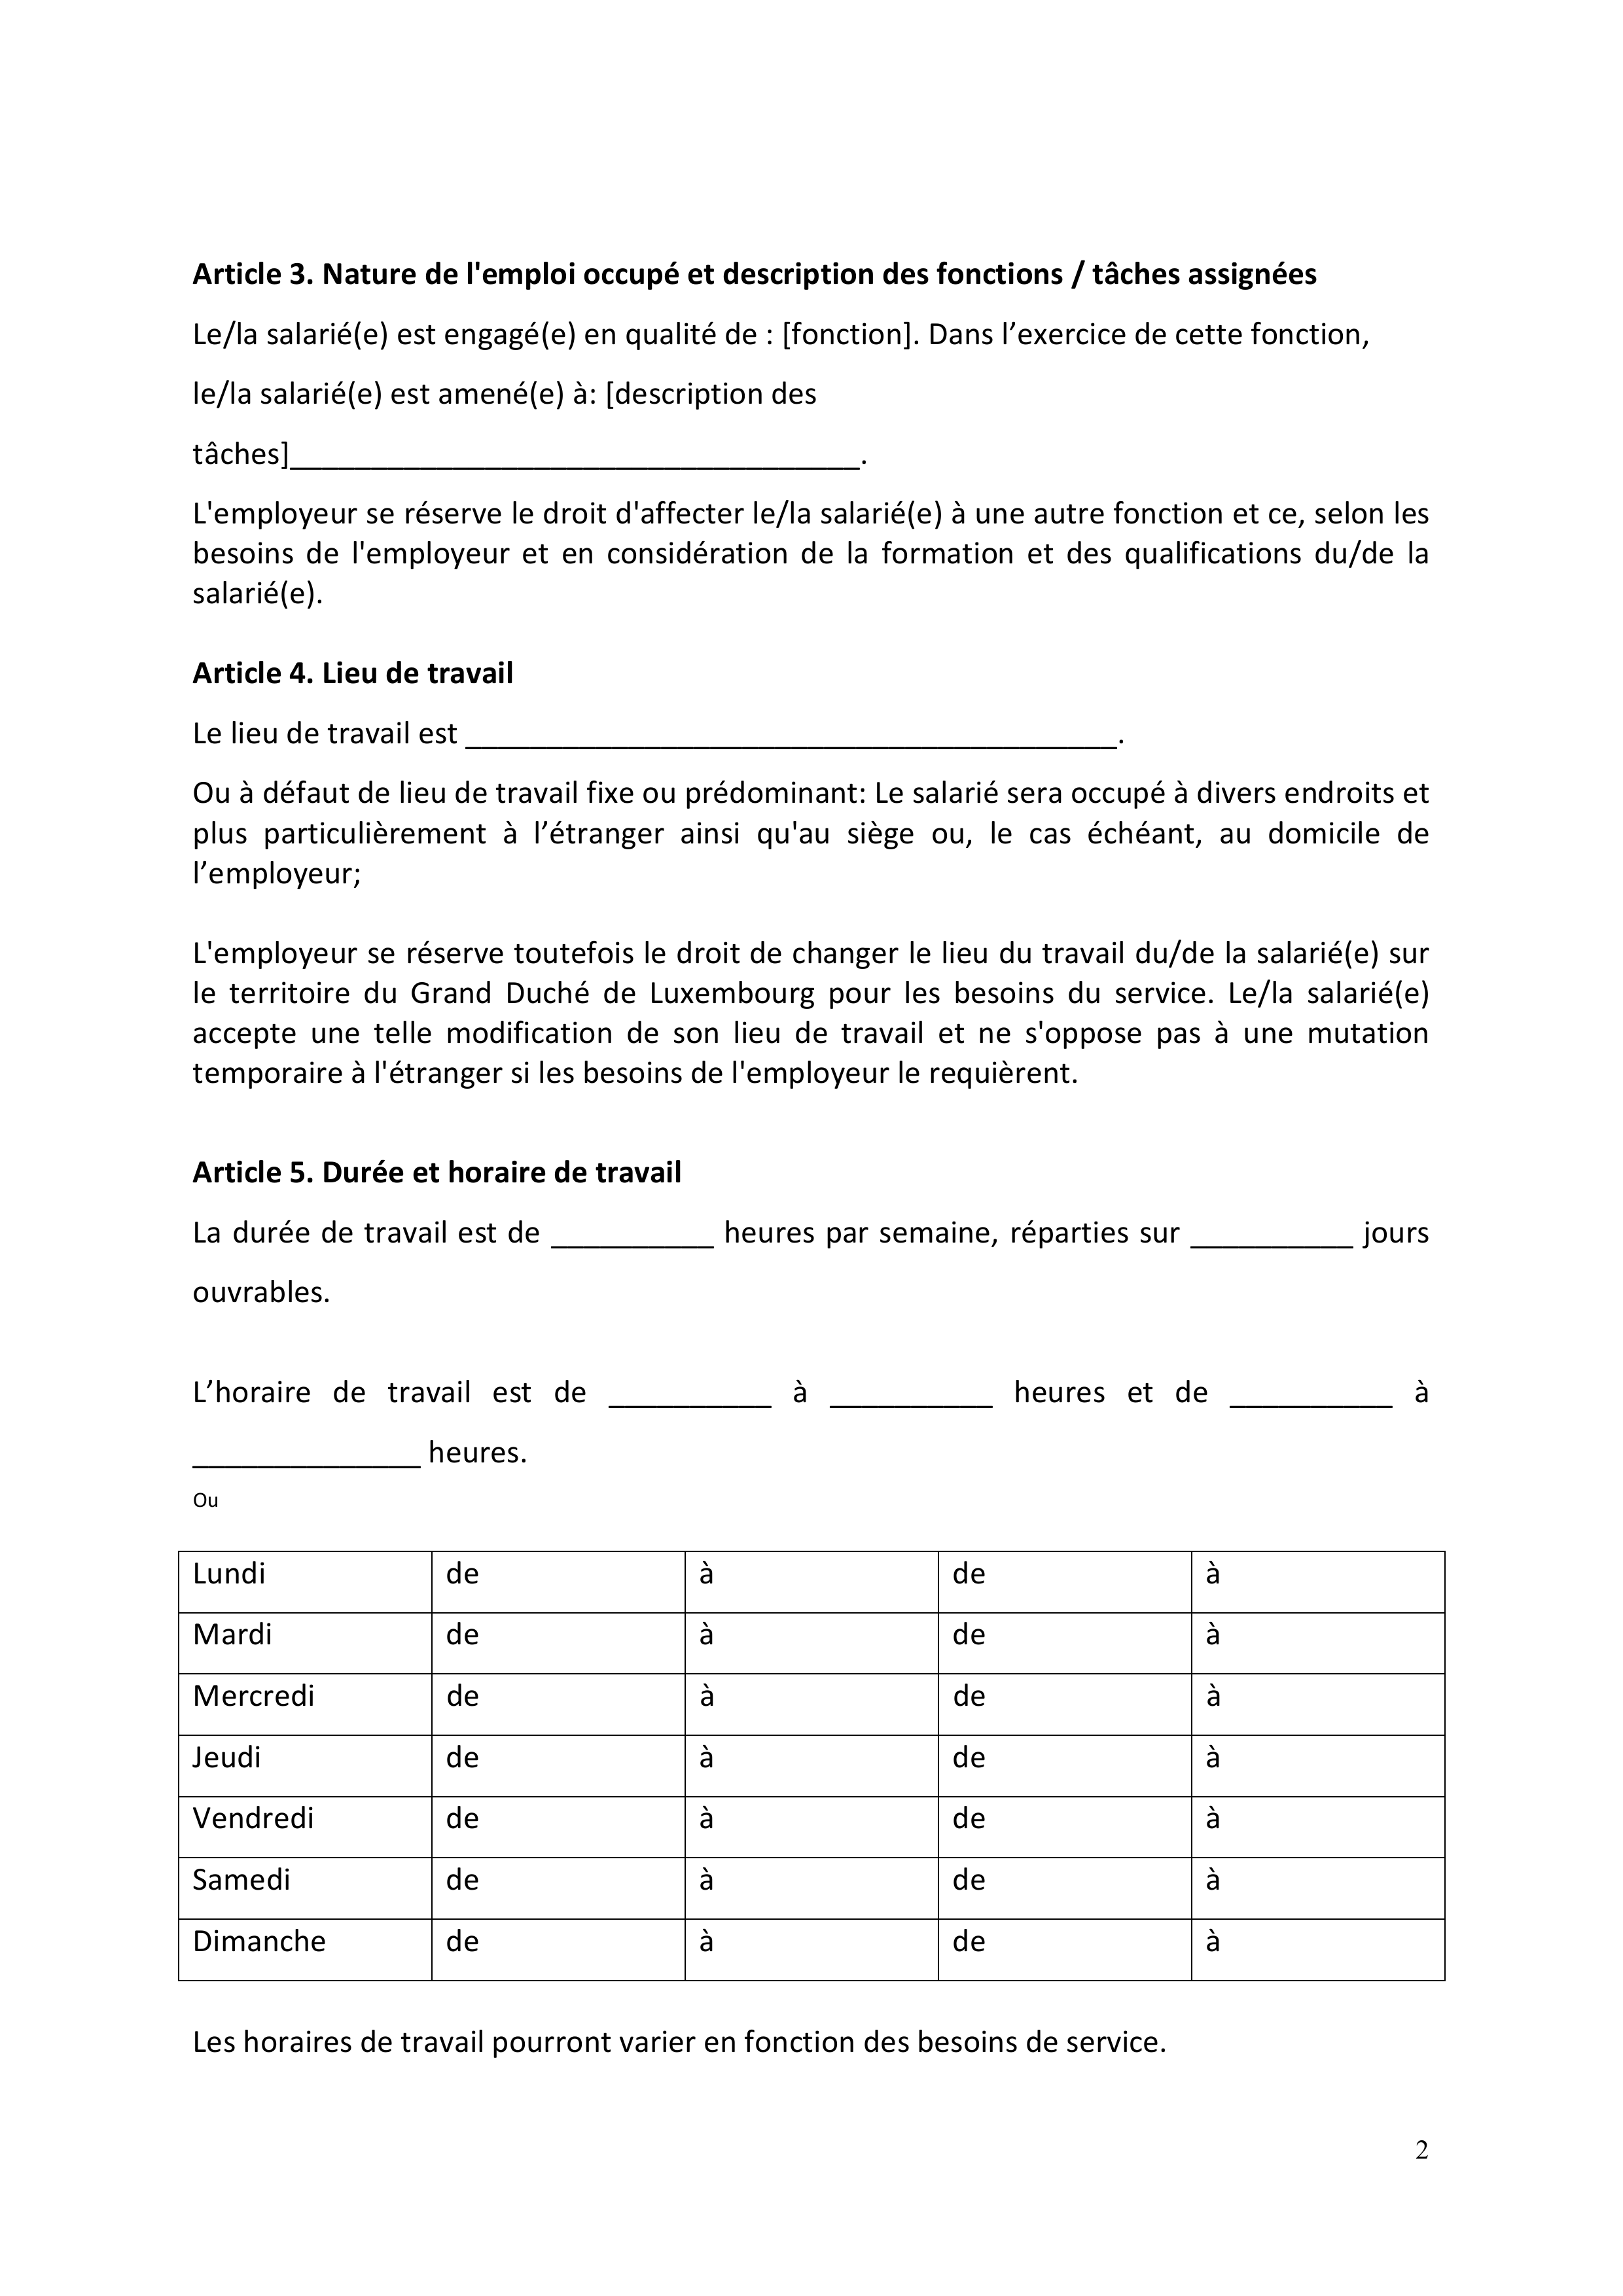 Article 3. Nature de l'emploi occupé et description des fonctions / tâches assignées
Le/la salarié(e) est engagé(e) en qualité de : [fonction]. Dans l’exercice de cette fonction,
le/la salarié(e) est amené(e) à: [description des
tâches]___________________________________.
L'employeur se réserve le droit d'affecter le/la salarié(e) à une autre fonction et ce, selon les
besoins de l'employeur et en considération de la formation et des qualifications du/de la
salarié(e).
Article 4. Lieu de travail
Le lieu de travail est ________________________________________.
Ou à défaut de lieu de travail fixe ou prédominant: Le salarié sera occupé à divers endroits et
plus particulièrement à l’étranger ainsi qu'au siège ou, le cas échéant, au domicile de
l’employeur;
L'employeur se réserve toutefois le droit de changer le lieu du travail du/de la salarié(e) sur
le territoire du Grand Duché de Luxembourg pour les besoins du service. Le/la salarié(e)
accepte une telle modification de son lieu de travail et ne s'oppose pas à une mutation
temporaire à l'étranger si les besoins de l'employeur le requièrent.
Article 5. Durée et horaire de travail
La durée de travail est de __________ heures par semaine, réparties sur __________ jours
ouvrables.
L’horaire de travail est de __________ à __________ heures et de __________ à
______________ heures.
Ou
Lundi de à de à
Mardi de à de à
Mercredi de à de à
Jeudi de à de à
Vendredi de à de à
Samedi de à de à
Dimanche de à de à
Les horaires de travail pourront varier en fonction des besoins de service.
2